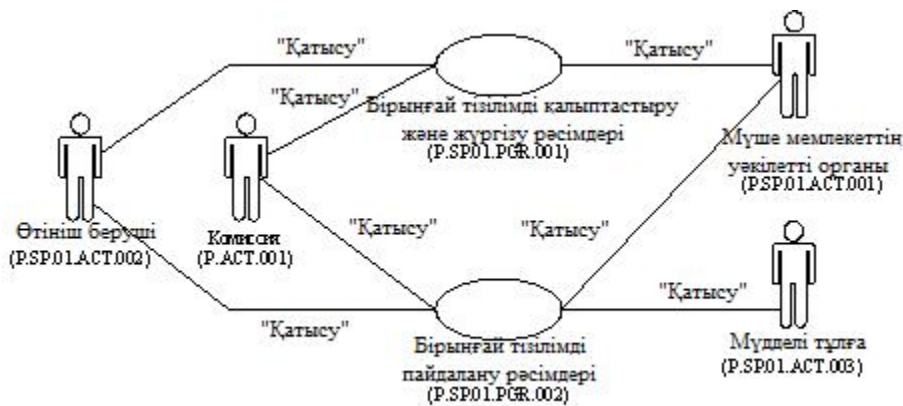 "Қатысу"
"Қатысу"
"Қатысу"
Бірыңғай тізілімді қалыптастыру
және жүргізу рәсімдері
(P.SP.01.PGR.001)
Мүше мемлекеттің
уәкілетті органы
(P.SP.01.ACT.001)
Өтініш беруші
(P.SP.01.ACT.002)
Комиссия
(P.ACT.001)
"Қатысу"
"Қатысу"
"Қатысу"
"Қатысу"
Бірыңғай тізілімді
пайдалану рәсімдері
(P.SP.01.PGR.002)
Мүдделі тұлға
(P.SP.01.ACT.003)